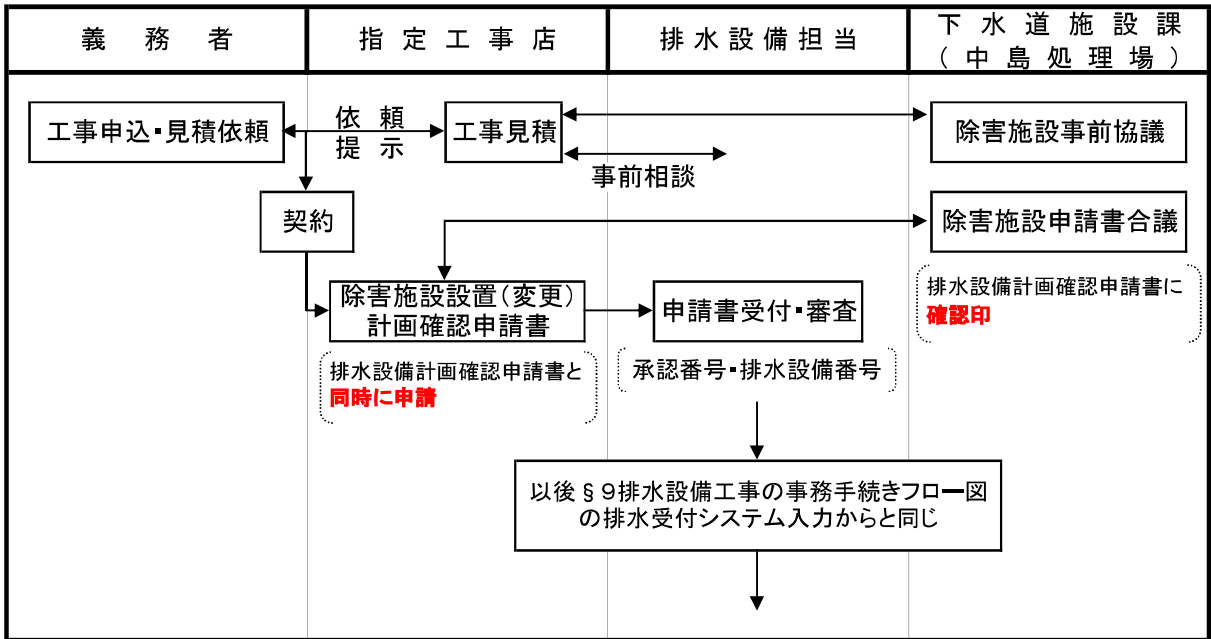 義務者
指定工事店
排水設備担当
下水道施設課
(中島処理場)
工事申込・見積依頼
依頼
提示
工事見積
除害施設事前協議
事前相談
契約
除害施設申請書合議
排水設備計画確認申請書に
確認印
除害施設設置(変更)
計画確認申請書
申請書受付・審査
排水設備計画確認申請書と
同時に申請
承認番号・排水設備番号
以後§9排水設備工事の事務手続きフロー図
の排水受付システム入力からと同じ